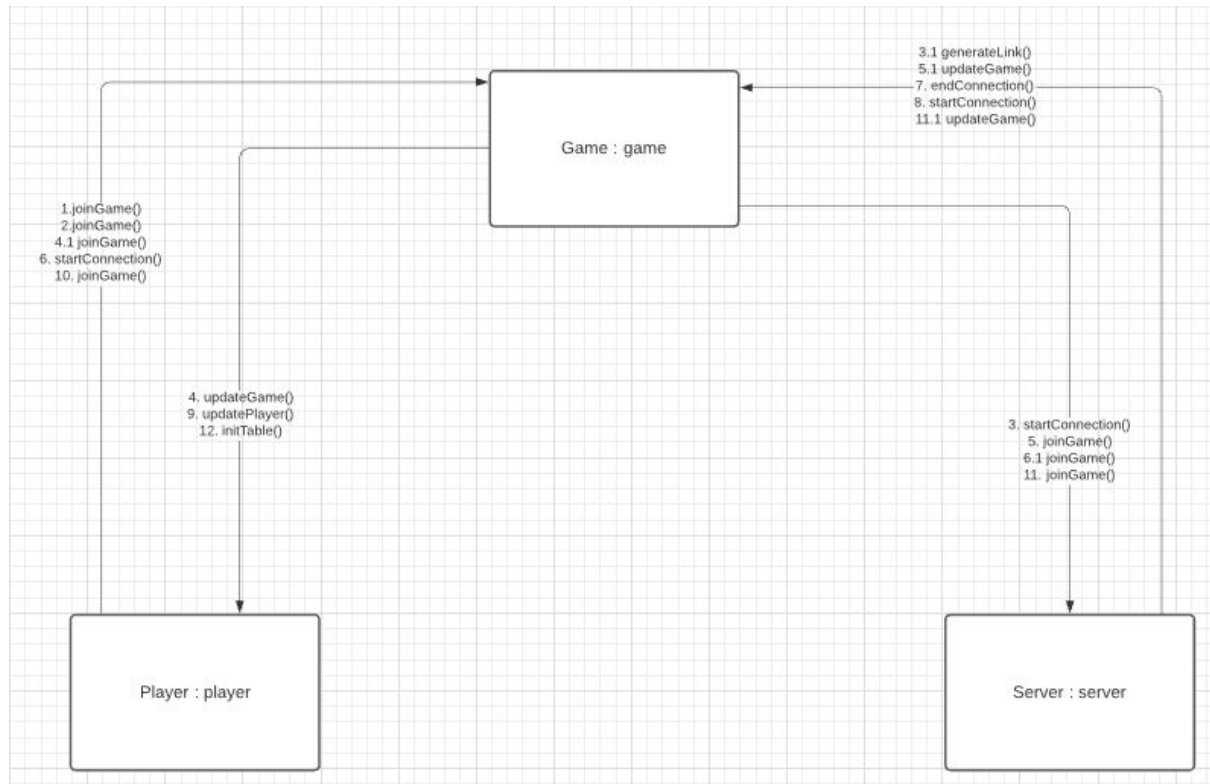 3.1 generateLink()
5.1 updateGame()
7. endConnection()
8. startConnection()
11.1 updateGame()
Game : game
1.joinGame()
2.joinGame()
4.1 joinGame()
6. startConnection()
10. joinGame()
4. updateGame()
9. updatePlayer()
12. initTable()
3. startConnection()
5. joinGame()
6.1 joinGame()
11. joinGame()
Player : player
Server : server